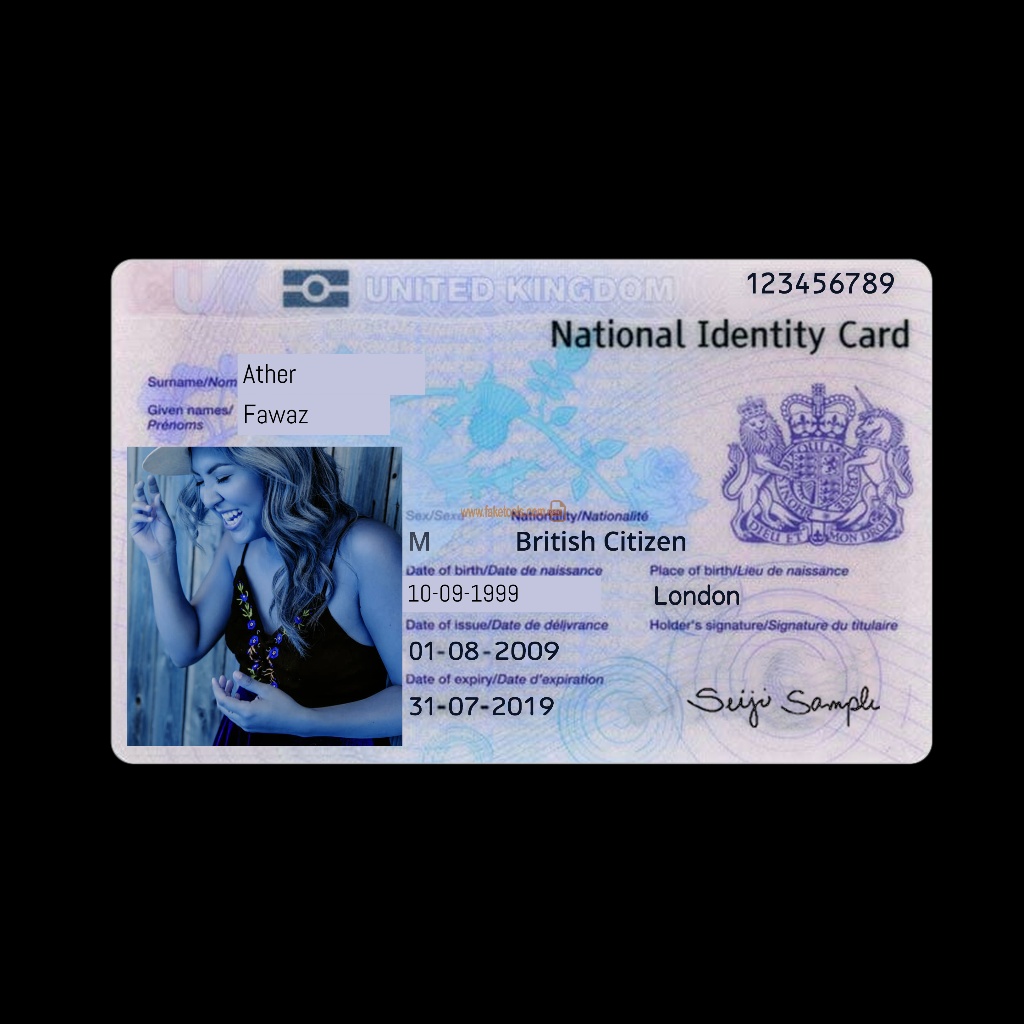 UK UNITED KINGDOM 123456789
National Identity Card
Surname/Nom Ather
Given names/ Fawaz
Prénoms
Sex/Sexe Nationality/Nationalité
M British Citizen
Date of birth/Date de naissance Place of birth/Lieu de naissance
10-09-1999 London
Date of issue/Date de délivrance Holder's signature/Signature du titulaire
01-08-2009
Date of expiry/Date d'expiration
31-07-2019 Seiji Sample
DIEU ET MON DROIT